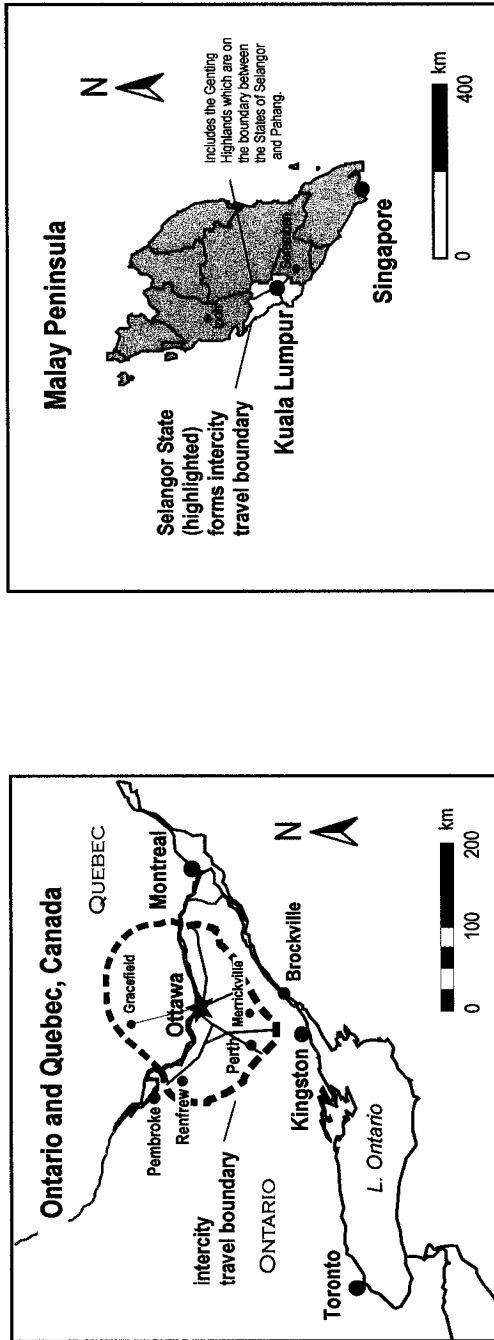 Ontario and Quebec, Canada
QUEBEC
Gracefield
Pembroke
Renfrew
Ottawa
Montreal
Perth
Merrickville
intercity
travel boundary
ONTARIO
Brockville
Kingston
Toronto
L. Ontario
N
km
0
100
200
Malay Peninsula
N
Selangor State
(highlighted)
forms intercity
travel boundary
Includes the Genting
Highlands which are on
the boundary between
the States of Selangor
and Pahang.
Kuala Lumpur
Singapore
km
0
400